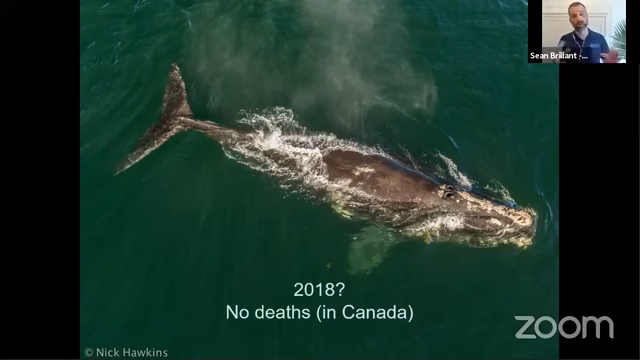 Sean Brillant -...
2018?
No deaths (in Canada)
zoom
© Nick Hawkins